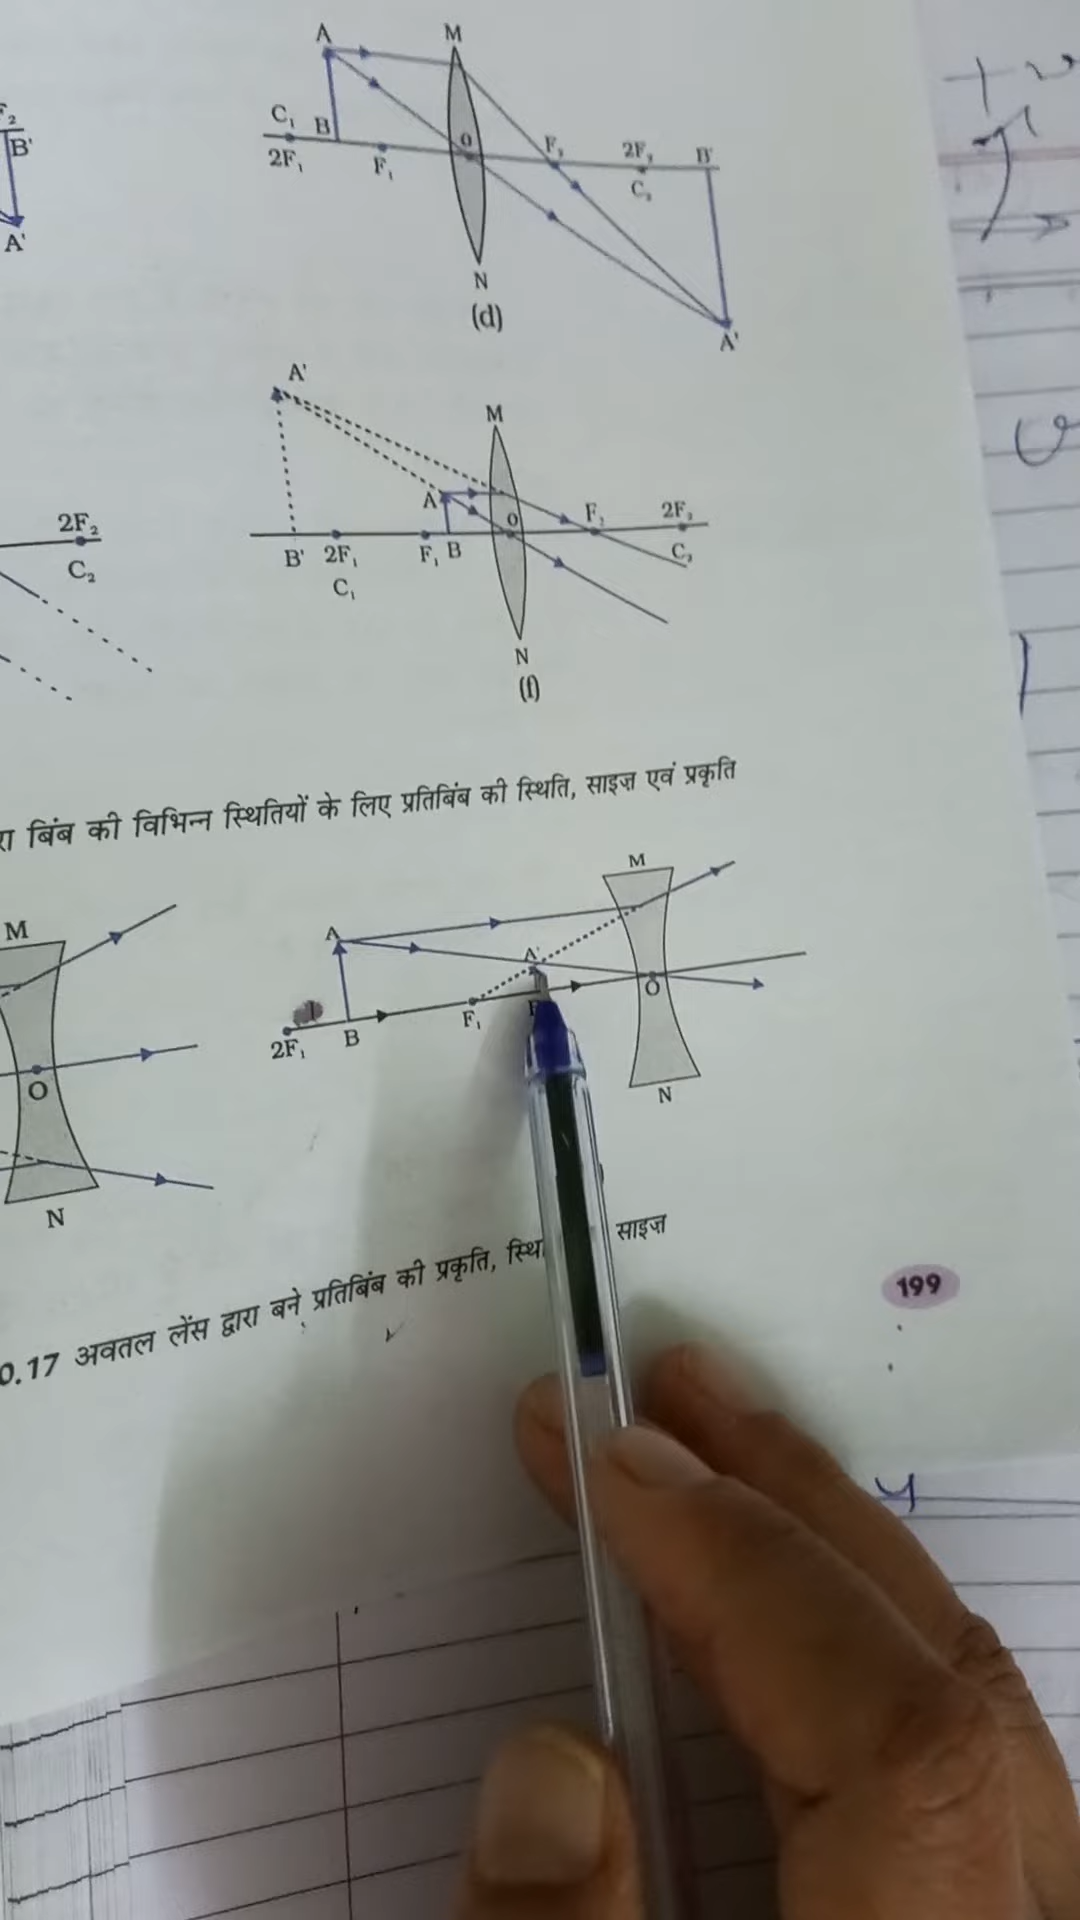 F₂
B'
A'
A
M
C₁
B
O
F₂
2F₂
B'
2F₁
F₁
C₂
N
(d)
A'
A'
M
A
O
F₂
2F₂
B'
2F₁
F₁
B
C₂
C₁
N
(f)
2F₂
C₂
बिंब की विभिन्न स्थितियों के लिए प्रतिबिंब की स्थिति, साइज़ एवं प्रकृति
M
O
N
M
A
A'
F₁
O
2F₁
B
N
0.17 अवतल लेंस द्वारा बने प्रतिबिंब की प्रकृति, स्थि साइज़
199